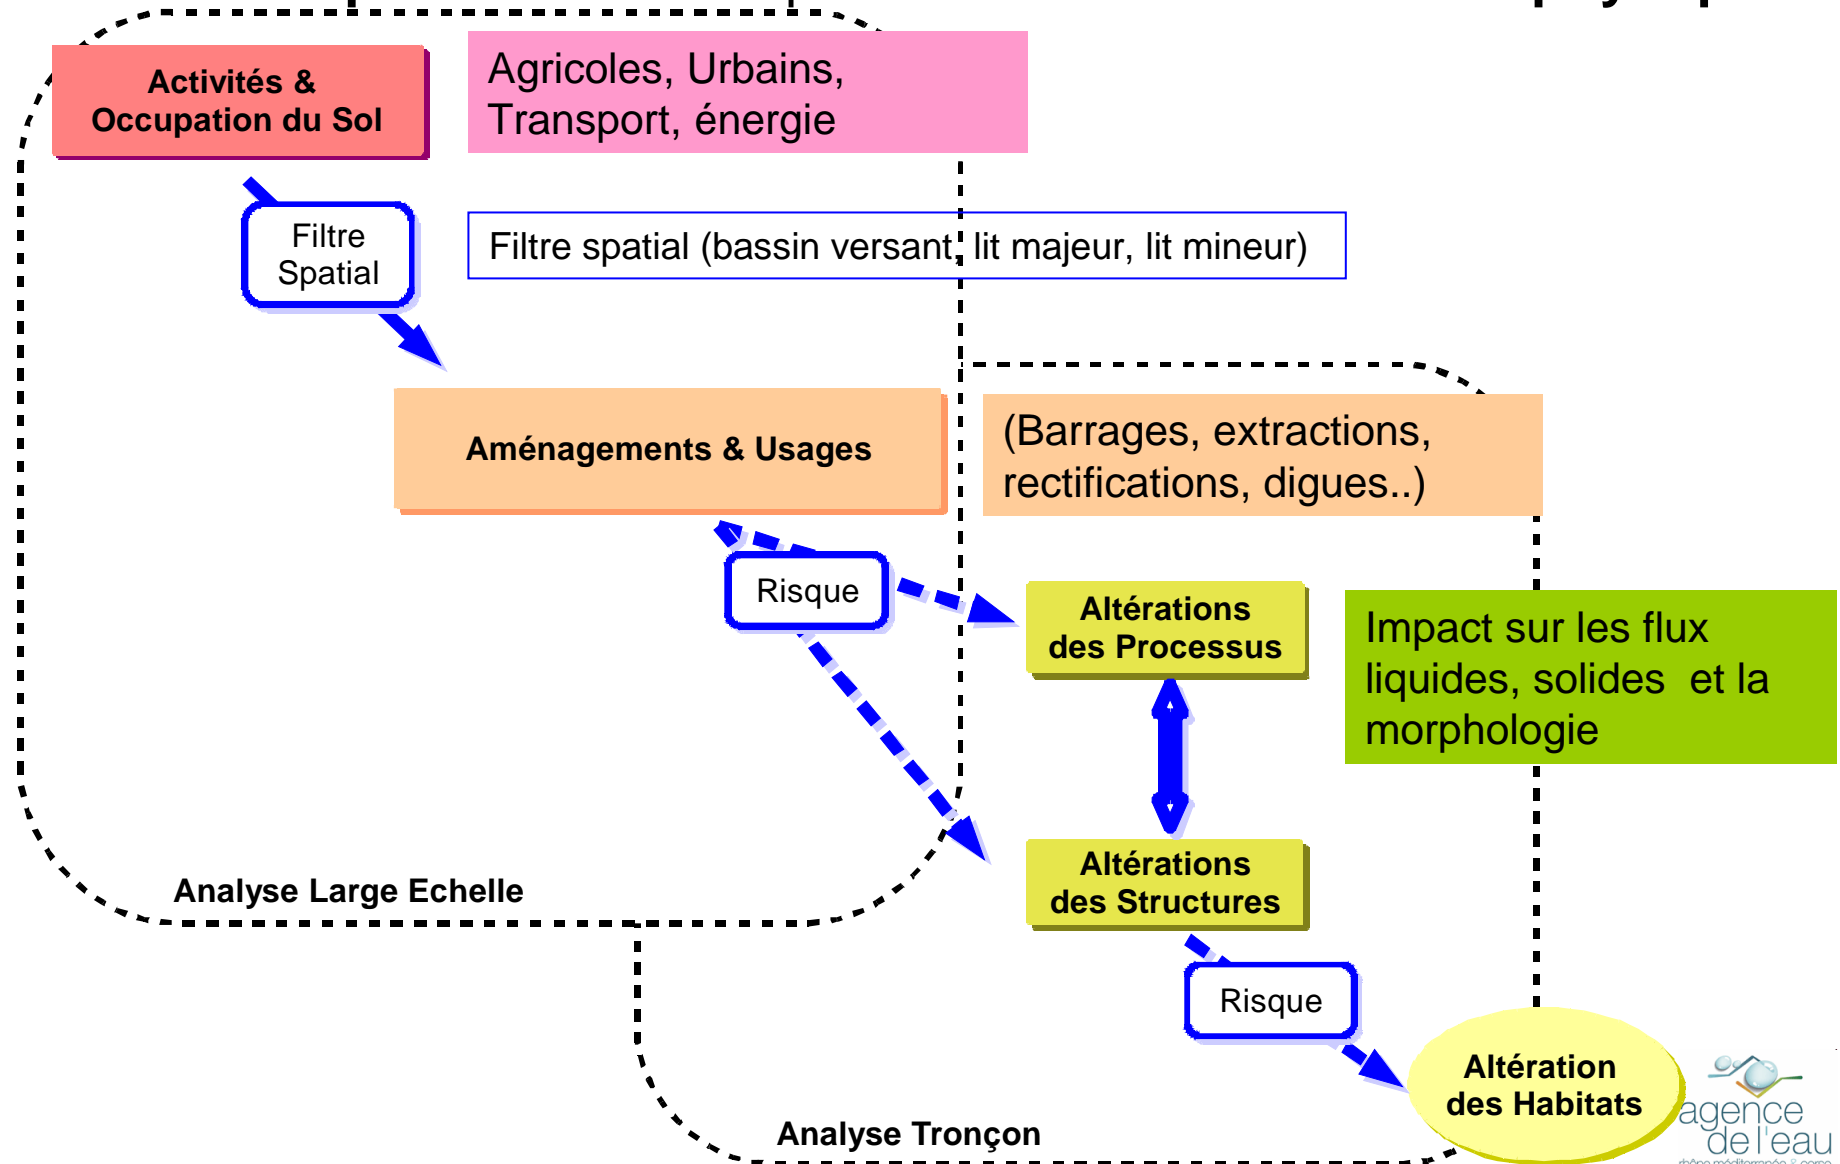 Activités &
Occupation du Sol
Agricoles, Urbains,
Transport, énergie
Filtre
Spatial
Filtre spatial (bassin versant, lit majeur, lit mineur)
Aménagements & Usages
(Barrages, extractions,
rectifications, digues..)
Risque
Altérations
des Processus
Impact sur les flux
liquides, solides et la
morphologie
Altérations
des Structures
Analyse Large Echelle
Risque
Altération
des Habitats
Analyse Tronçon
agence
de l'eau